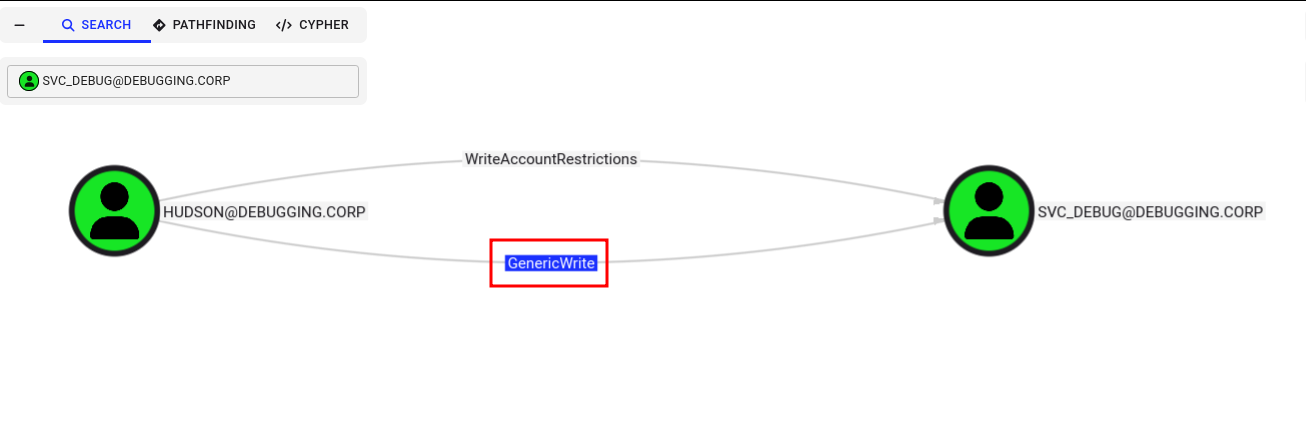 SEARCH PATHFINDING </> CYPHER
SVC_DEBUG@DEBUGGING.CORP
WriteAccountRestrictions
HUDSON@DEBUGGING.CORP
SVC_DEBUG@DEBUGGING.CORP
GenericWrite